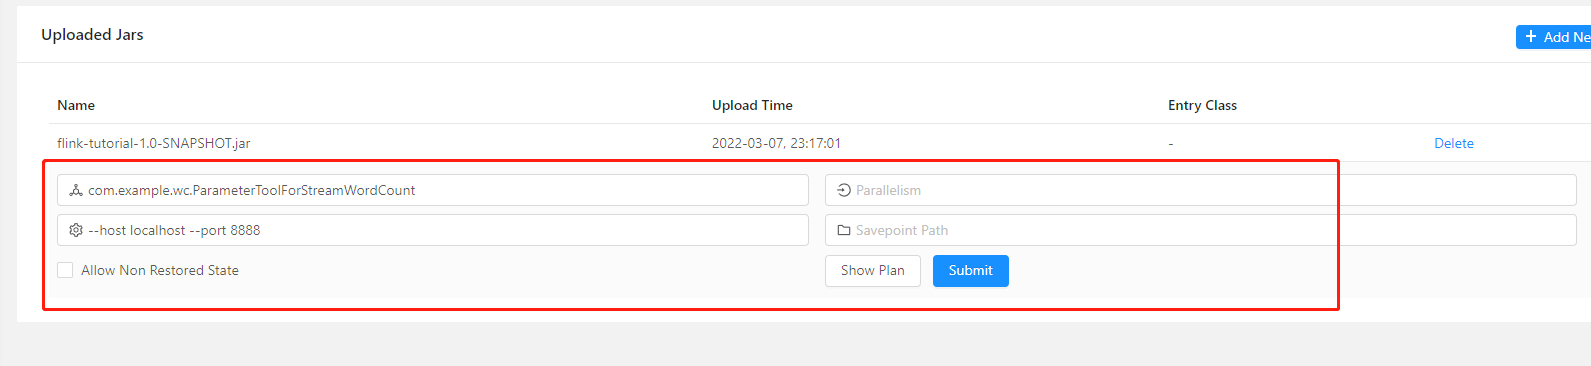 Uploaded Jars
+ Add Ne
Name Upload Time Entry Class
flink-tutorial-1.0-SNAPSHOT.jar 2022-03-07, 23:17:01 - Delete
com.example.wc.ParameterToolForStreamWordCount Parallelism
--host localhost --port 8888 Savepoint Path
Allow Non Restored State Show Plan Submit